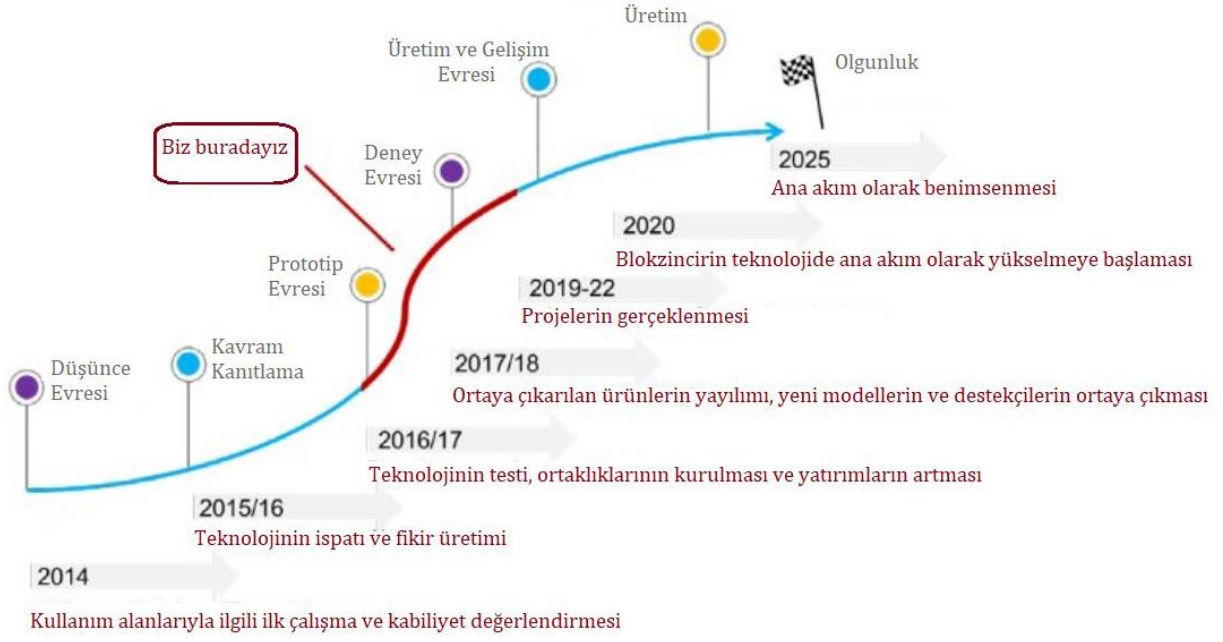 Üretim
Üretim ve Gelişim
Evresi
Olgunluk
Biz buradayız
Deney
Evresi
2025
Ana akım olarak benimsenmesi
2020
Blokzincirin teknolojide ana akım olarak yükselmeye başlaması
Prototip
Evresi
2019-22
Projelerin gerçeklenmesi
Kavram
Kanıtlama
Düşünce
Evresi
2017/18
Ortaya çıkarılan ürünlerin yayılımı, yeni modellerin ve destekçilerin ortaya çıkması
2016/17
Teknolojinin testi, ortaklıklarının kurulması ve yatırımların artması
2015/16
Teknolojinin ispatı ve fikir üretimi
2014
Kullanım alanlarıyla ilgili ilk çalışma ve kabiliyet değerlendirmesi